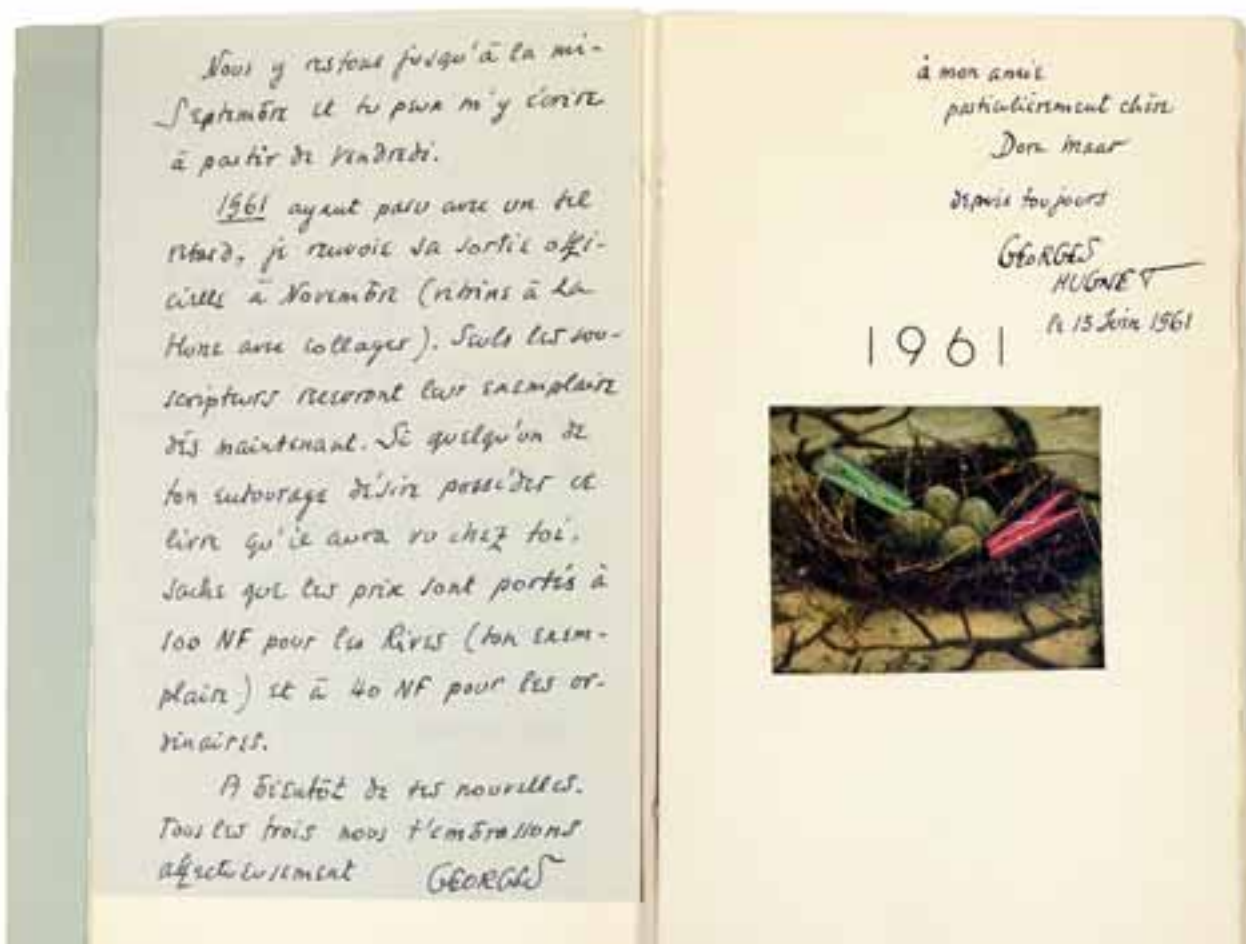 Nous y restons jusqu'à la mi-
Septembre et tu peux m'y écrire
à partir de Vendredi.
1961 ayant paru avec un tel
retard, je renvoie sa sortie offi-
cielle à Novembre (vitrine à La
Hune avec collages). Seuls les sou-
scripteurs recevront leur exemplaire
dès maintenant. Si quelqu'un de
ton entourage désire posséder ce
livre qu'il aura vu chez toi,
sache que les prix sont portés à
100 NF pour les Rives (ton exem-
plaire) et à 40 NF pour les or-
dinaires.
A bientôt de tes nouvelles.
Tous les trois nous t'embrassons
affectueusement GEORGES
à mon amie
particulièrement chère
Dora Maar
depuis toujours
GEORGES
HUGNET
le 13 Juin 1961
1961